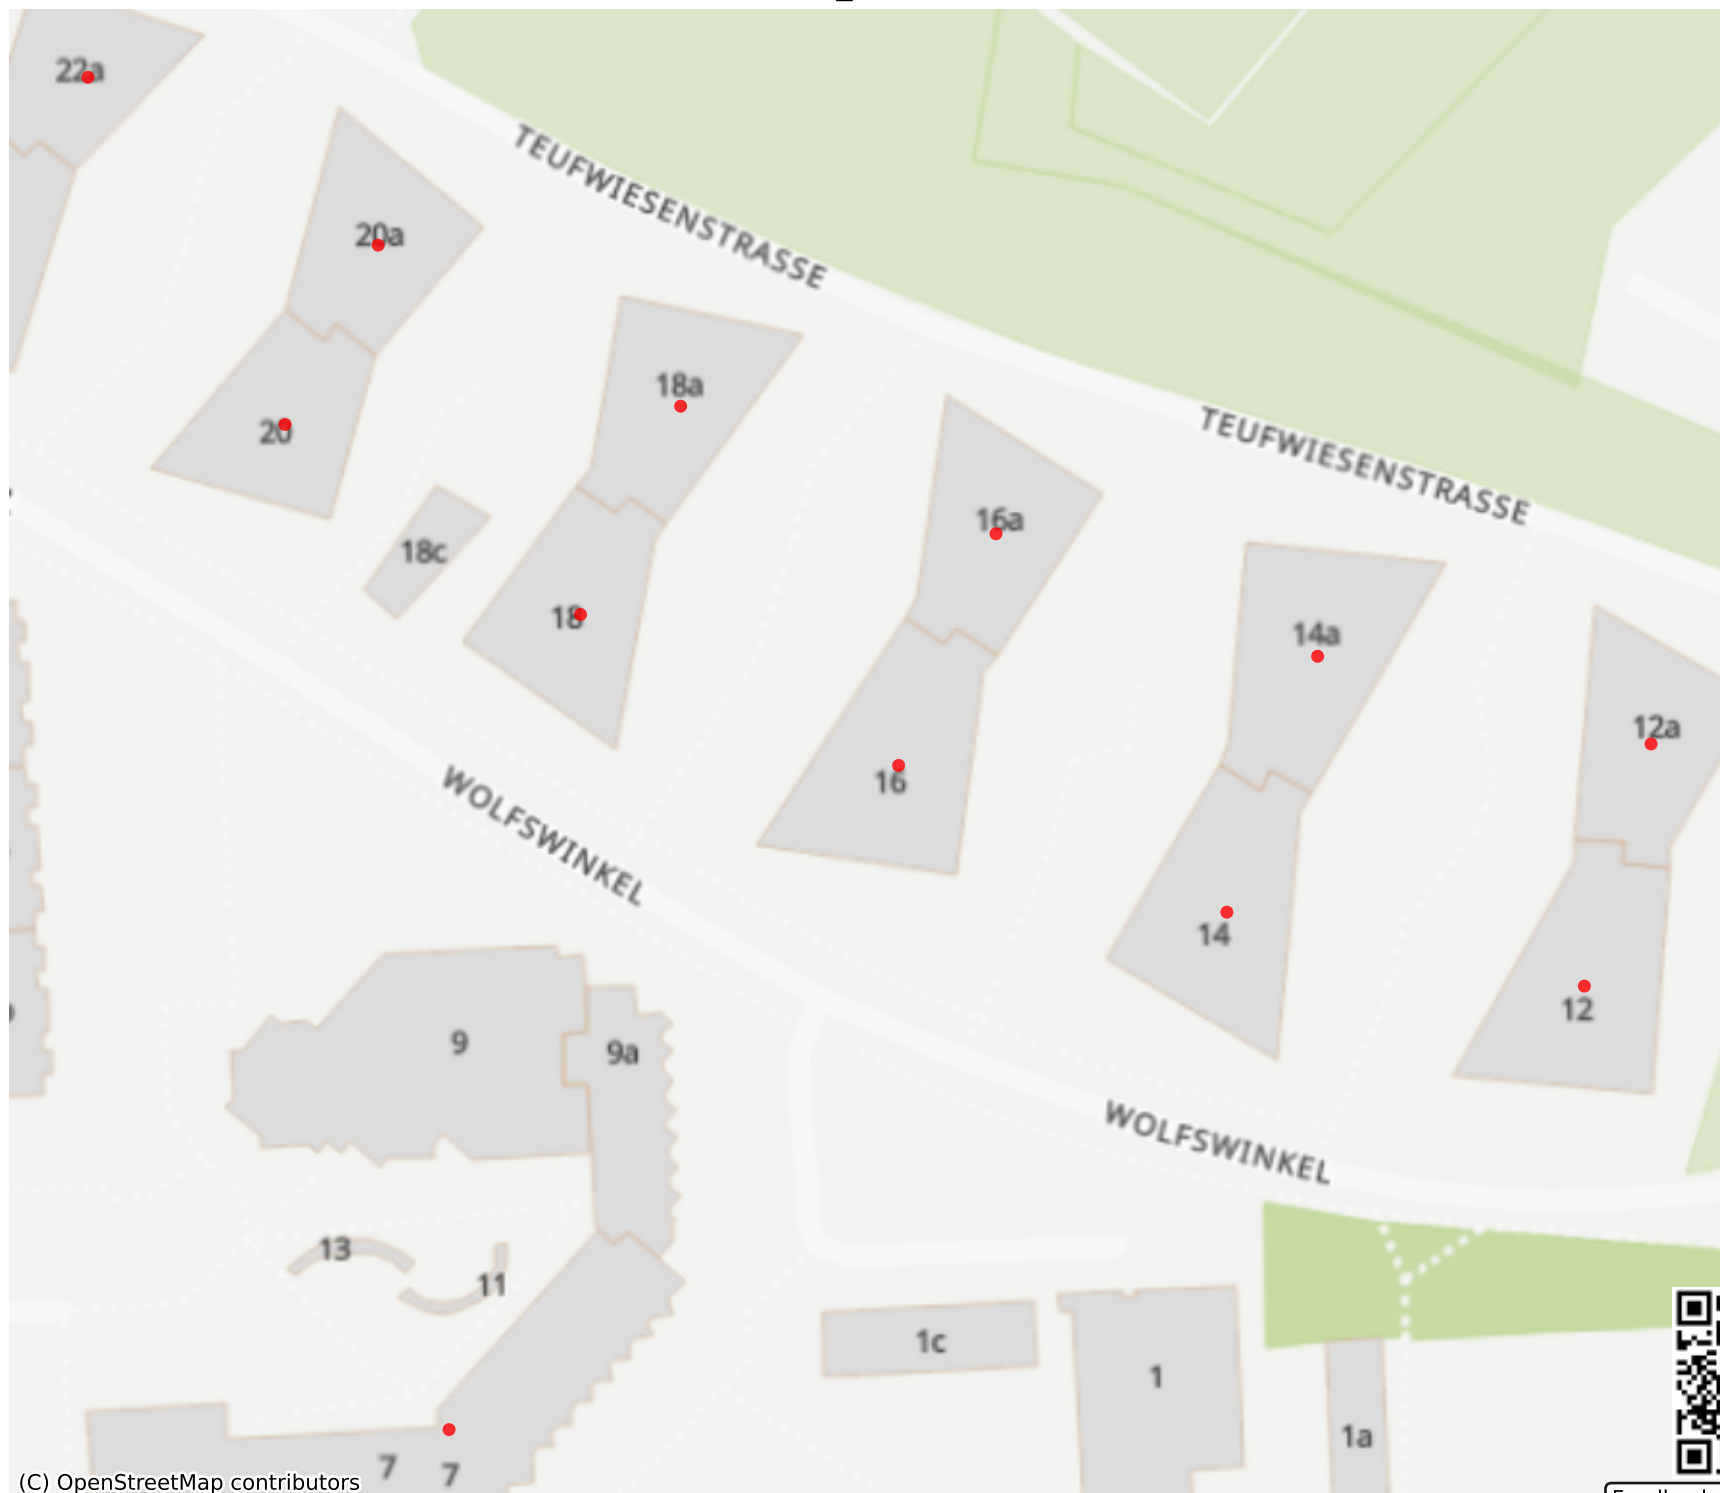 22a
TEUFWIESENSTRASSE
20a
18a
TEUFWIESENSTRASSE
20
16a
18c
18
14a
12a
16
WOLFSWINKEL
14
12
9
9a
WOLFSWINKEL
13
11
1c
1
1a
7
7
(C) OpenStreetMap contributors